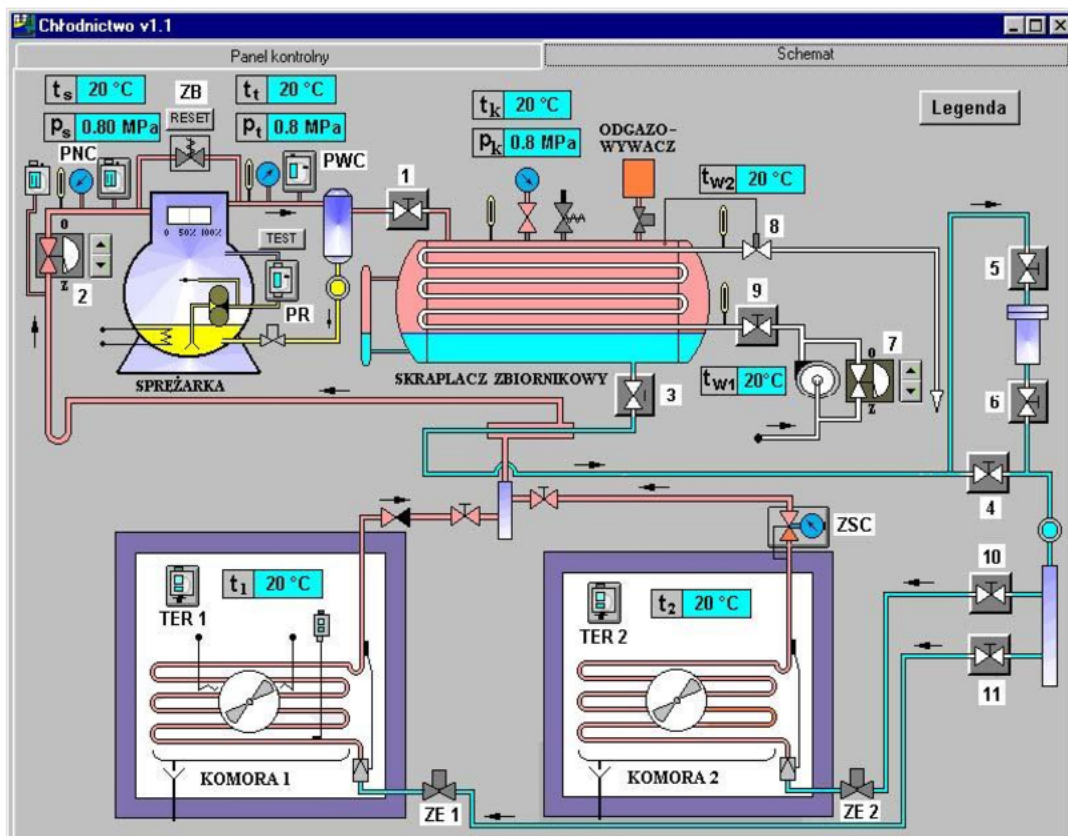 Chłodnictwo v1.1
Panel kontrolny
Schemat
ts 20 °C
ps 0.80 MPa
ZB
RESET
tt 20 °C
pt 0.8 MPa
PNC
PWC
tk 20 °C
pk 0.8 MPa
ODGAZO-
WYWACZ
Legenda
tw2 20 °C
1
8
O
Z
2
0 50% 100%
TEST
PR
SPRĘŻARKA
9
SKRAPLACZ ZBIORNIKOWY
3
tw1 20°C
7
O
Z
5
6
4
ZSC
10
11
TER 1
t1 20 °C
KOMORA 1
ZE 1
TER 2
t2 20 °C
KOMORA 2
ZE 2